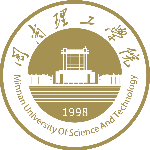 闽南理工学院
1998
Minnan University Of Science And Technology